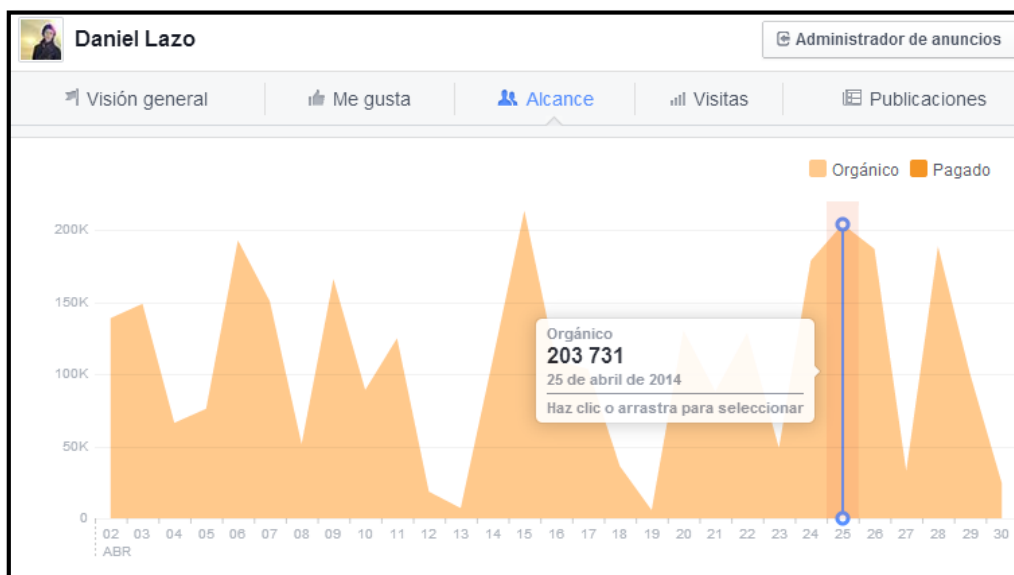 Daniel Lazo
Administrador de anuncios
Visión general Me gusta Alcance Visitas Publicaciones
Orgánico Pagado
200K
150K
100K
50K
0
Orgánico
203 731
25 de abril de 2014
Haz clic o arrastra para seleccionar
02 03 04 05 06 07 08 09 10 11 12 13 14 15 16 17 18 19 20 21 22 23 24 25 26 27 28 29 30
ABR